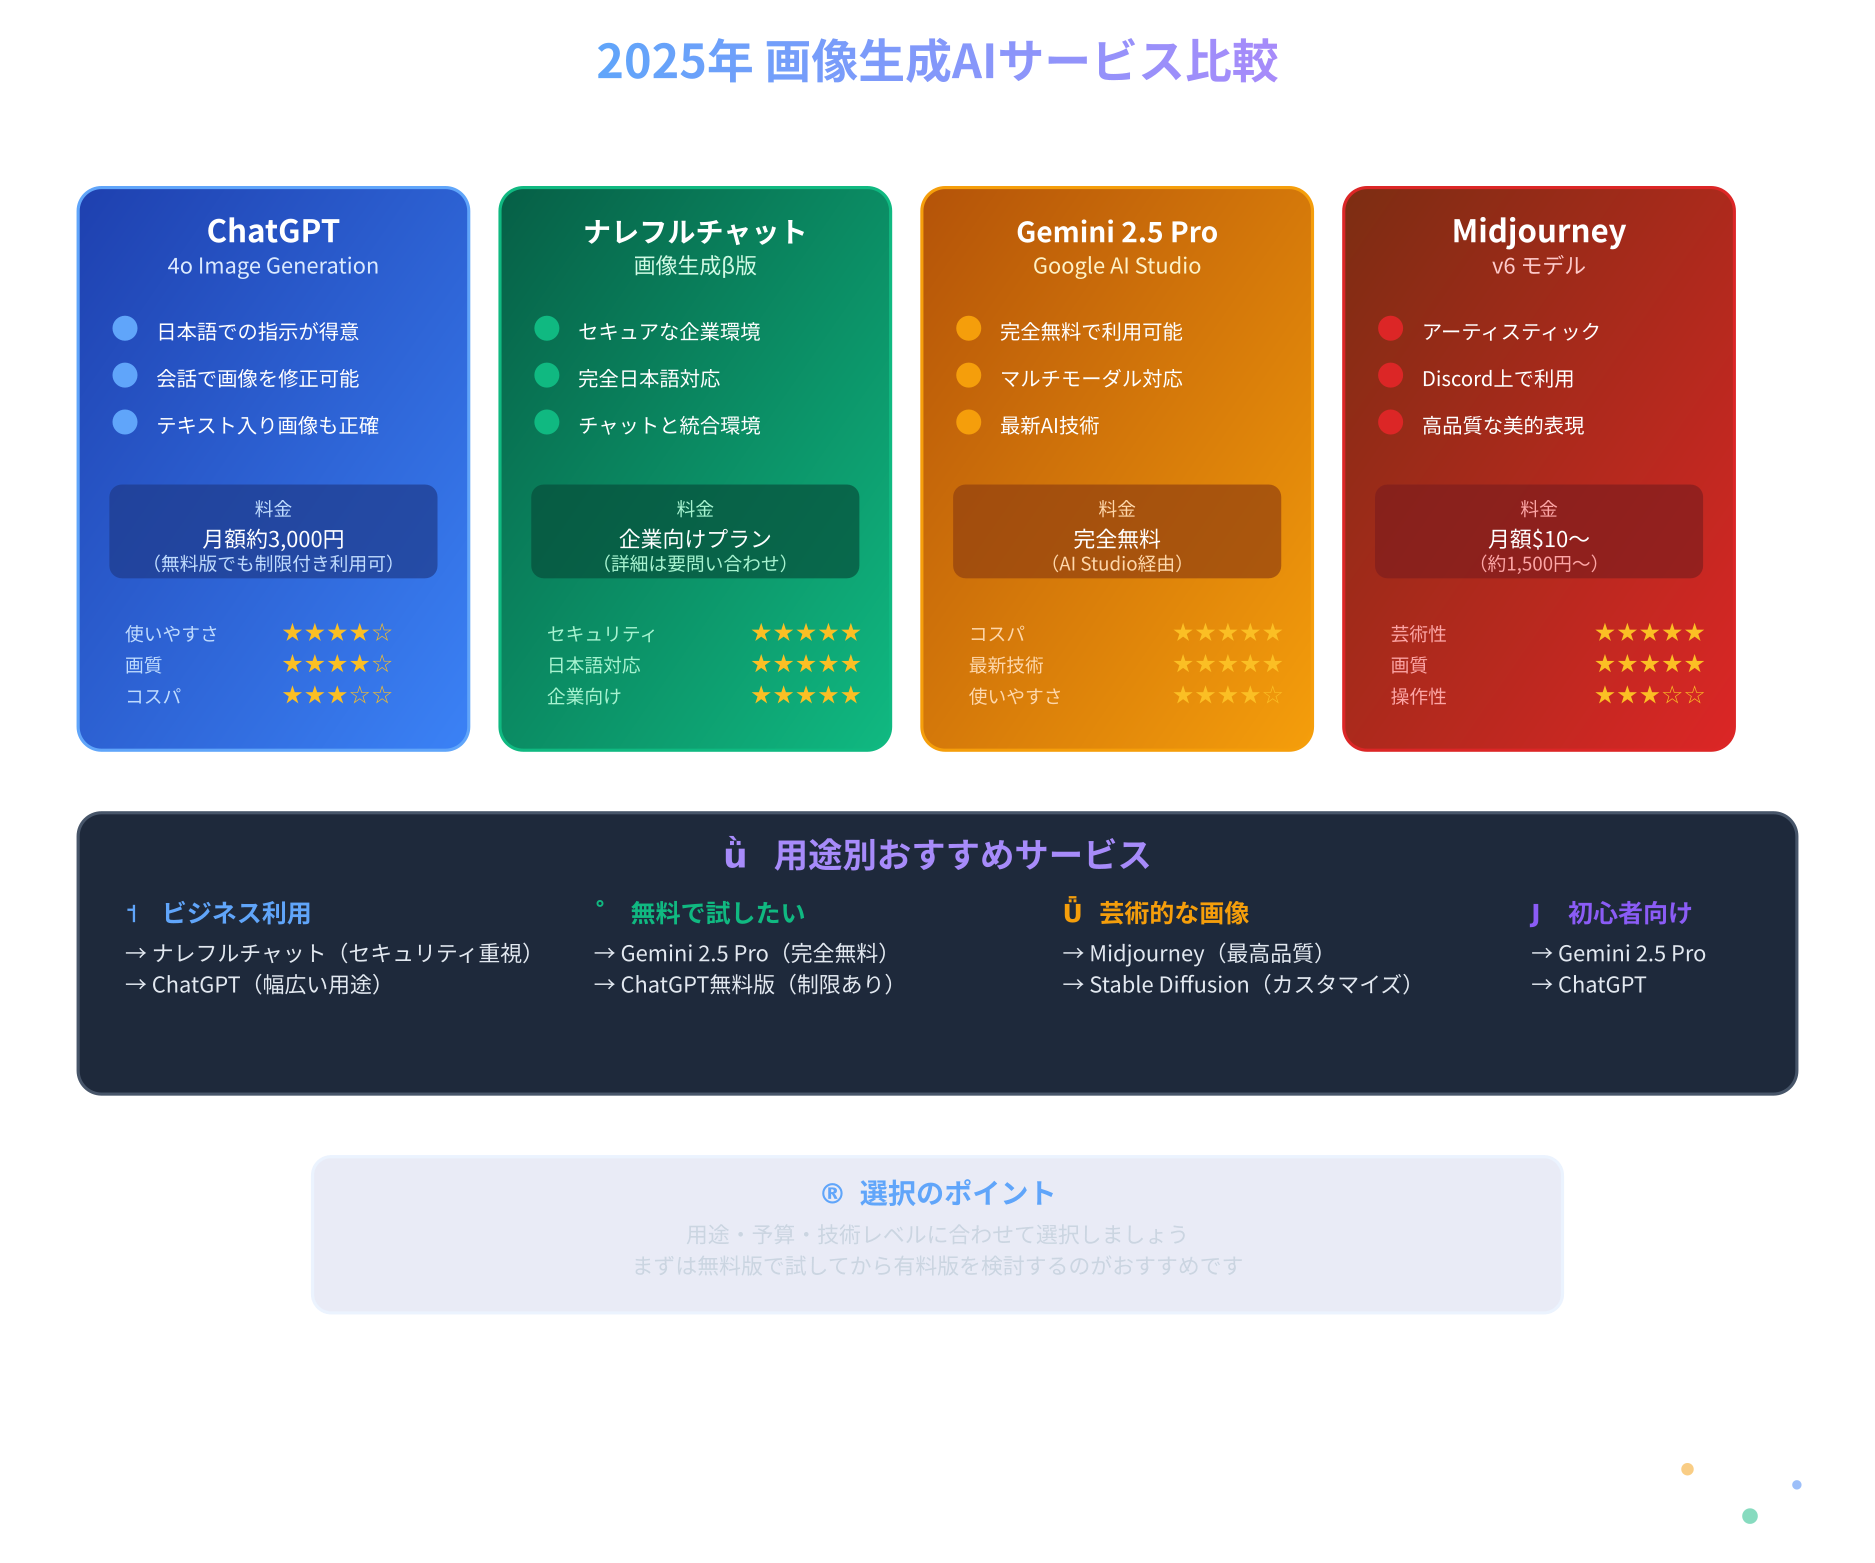 2025年 画像生成AIサービス比較
ChatGPT
4o Image Generation
日本語での指示が得意
会話で画像を修正可能
テキスト入り画像も正確
料金
月額約3,000円
（無料版でも制限付き利用可）
使いやすさ ★★★★☆
画質 ★★★★☆
コスパ ★★★☆☆
ナレフルチャット
画像生成β版
セキュアな企業環境
完全日本語対応
チャットと統合環境
料金
企業向けプラン
（詳細は要問い合わせ）
セキュリティ ★★★★★
日本語対応 ★★★★★
企業向け ★★★★★
Gemini 2.5 Pro
Google AI Studio
完全無料で利用可能
マルチモーダル対応
最新AI技術
料金
完全無料
（AI Studio経由）
コスパ ★★★★★
最新技術 ★★★★★
使いやすさ ★★★★☆
Midjourney
v6 モデル
アーティスティック
Discord上で利用
高品質な美的表現
料金
月額$10〜
（約1,500円〜）
芸術性 ★★★★★
画質 ★★★★★
操作性 ★★★☆☆
ǜ 用途別おすすめサービス
ビジネス利用
→ ナレフルチャット（セキュリティ重視）
→ ChatGPT（幅広い用途）
° 無料で試したい
→ Gemini 2.5 Pro（完全無料）
→ ChatGPT無料版（制限あり）
Ǖ 芸術的な画像
→ Midjourney（最高品質）
→ Stable Diffusion（カスタマイズ）
J 初心者向け
→ Gemini 2.5 Pro
→ ChatGPT
® 選択のポイント
用途・予算・技術レベルに合わせて選択しましょう
まずは無料版で試してから有料版を検討するのがおすすめです